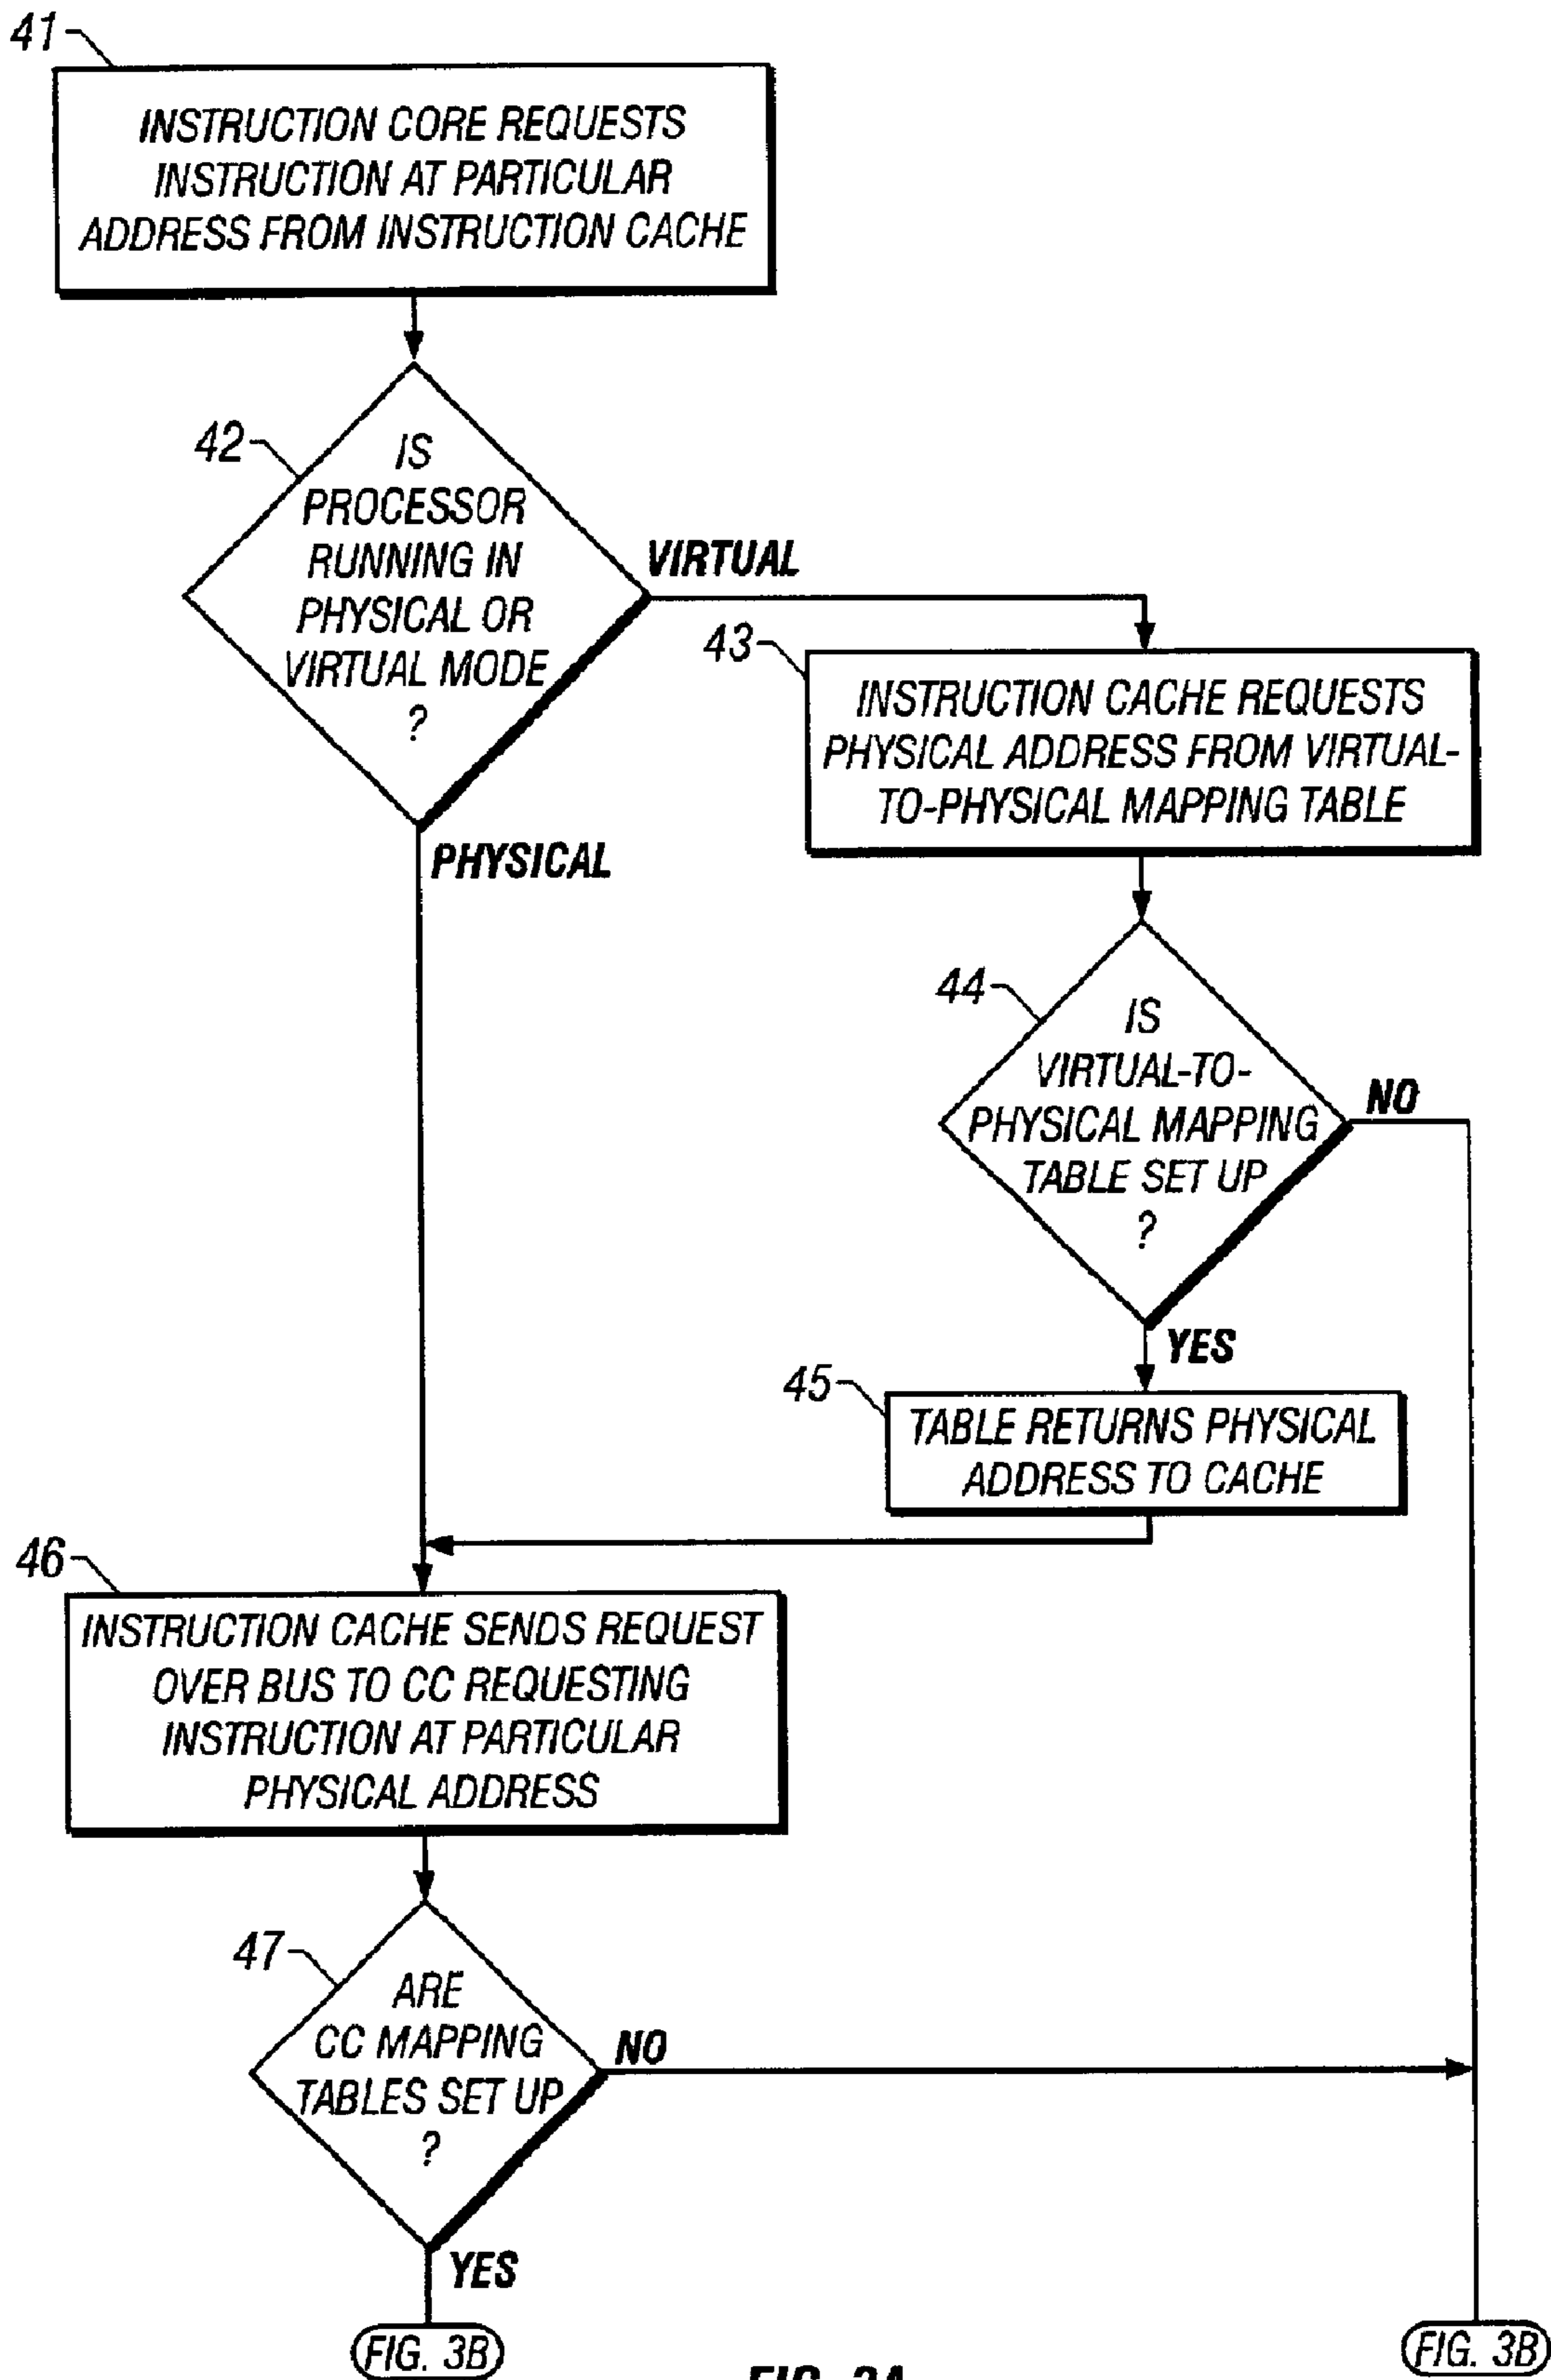 41
INSTRUCTION CORE REQUESTS
INSTRUCTION AT PARTICULAR
ADDRESS FROM INSTRUCTION CACHE
42
IS
PROCESSOR
RUNNING IN
PHYSICAL OR
VIRTUAL MODE
?
VIRTUAL
PHYSICAL
43
INSTRUCTION CACHE REQUESTS
PHYSICAL ADDRESS FROM VIRTUAL-
TO-PHYSICAL MAPPING TABLE
44
IS
VIRTUAL-TO-
PHYSICAL MAPPING
TABLE SET UP
?
NO
YES
45
TABLE RETURNS PHYSICAL
ADDRESS TO CACHE
46
INSTRUCTION CACHE SENDS REQUEST
OVER BUS TO CC REQUESTING
INSTRUCTION AT PARTICULAR
PHYSICAL ADDRESS
47
ARE
CC MAPPING
TABLES SET UP
?
NO
YES
FIG. 3B
FIG. 3B
FIG. 3A